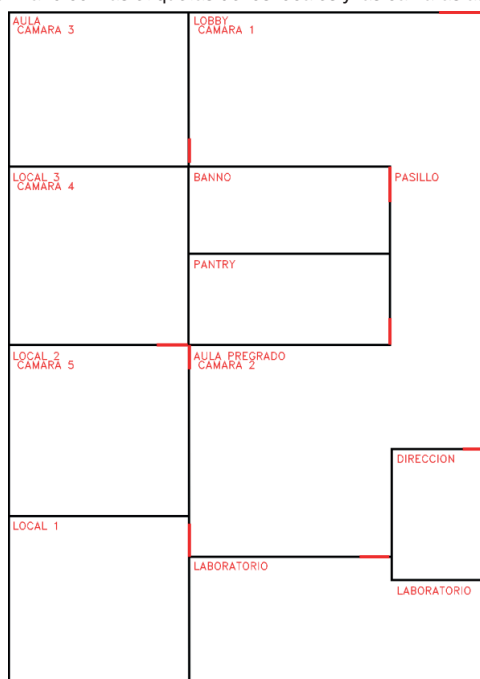 AULA
CAMARA 3
LOBBY
CAMARA 1
LOCAL 3
CAMARA 4
BANNO
PASILLO
PANTRY
LOCAL 2
CAMARA 5
AULA PREGRADO
CAMARA 2
DIRECCION
LOCAL 1
LABORATORIO
LABORATORIO